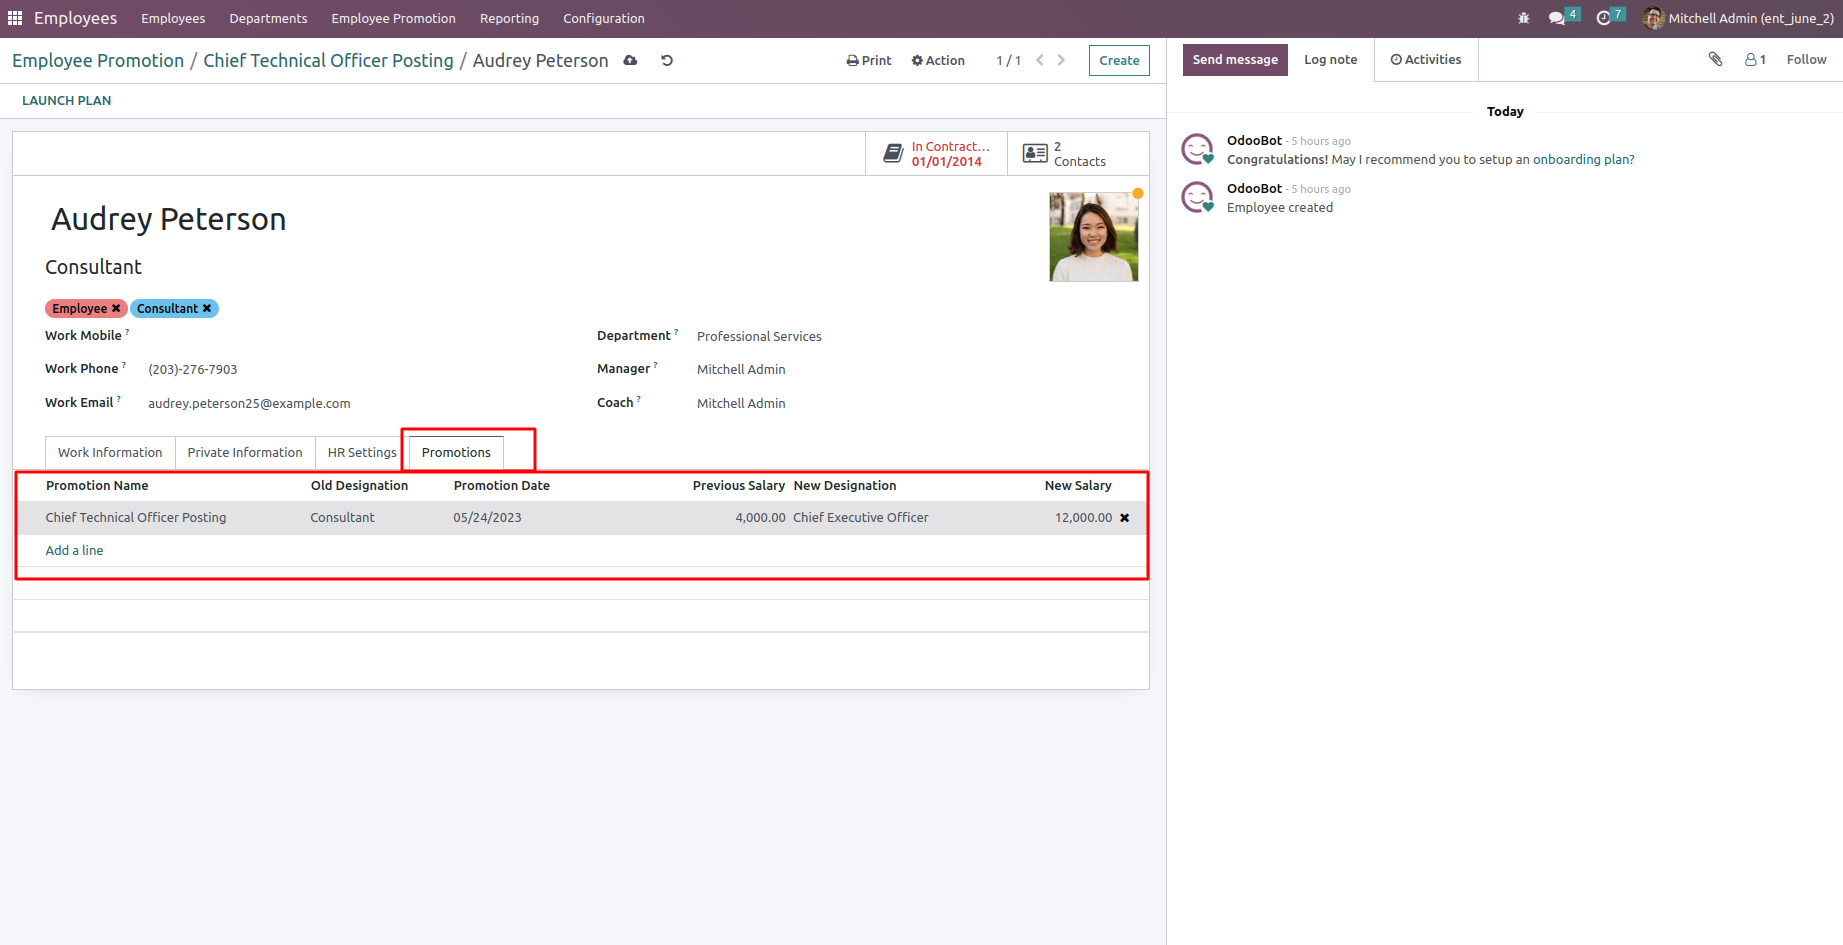 Employees Employees Departments Employee Promotion Reporting Configuration 4 7 Mitchell Admin (ent_june_2)
Employee Promotion / Chief Technical Officer Posting / Audrey Peterson Print Action 1 / 1 Create
Send message Log note Activities 1 Follow
LAUNCH PLAN
Today
In Contract...
01/01/2014
2
Contacts
OdooBot - 5 hours ago
Congratulations! May I recommend you to setup an onboarding plan?
OdooBot - 5 hours ago
Employee created
Audrey Peterson
Consultant
Employee Consultant
Work Mobile ?
Department ? Professional Services
Work Phone ? (203)-276-7903
Manager ? Mitchell Admin
Work Email ? audrey.peterson25@example.com
Coach ? Mitchell Admin
Work Information Private Information HR Settings Promotions
Promotion Name Old Designation Promotion Date Previous Salary New Designation New Salary
Chief Technical Officer Posting Consultant 05/24/2023 4,000.00 Chief Executive Officer 12,000.00
Add a line